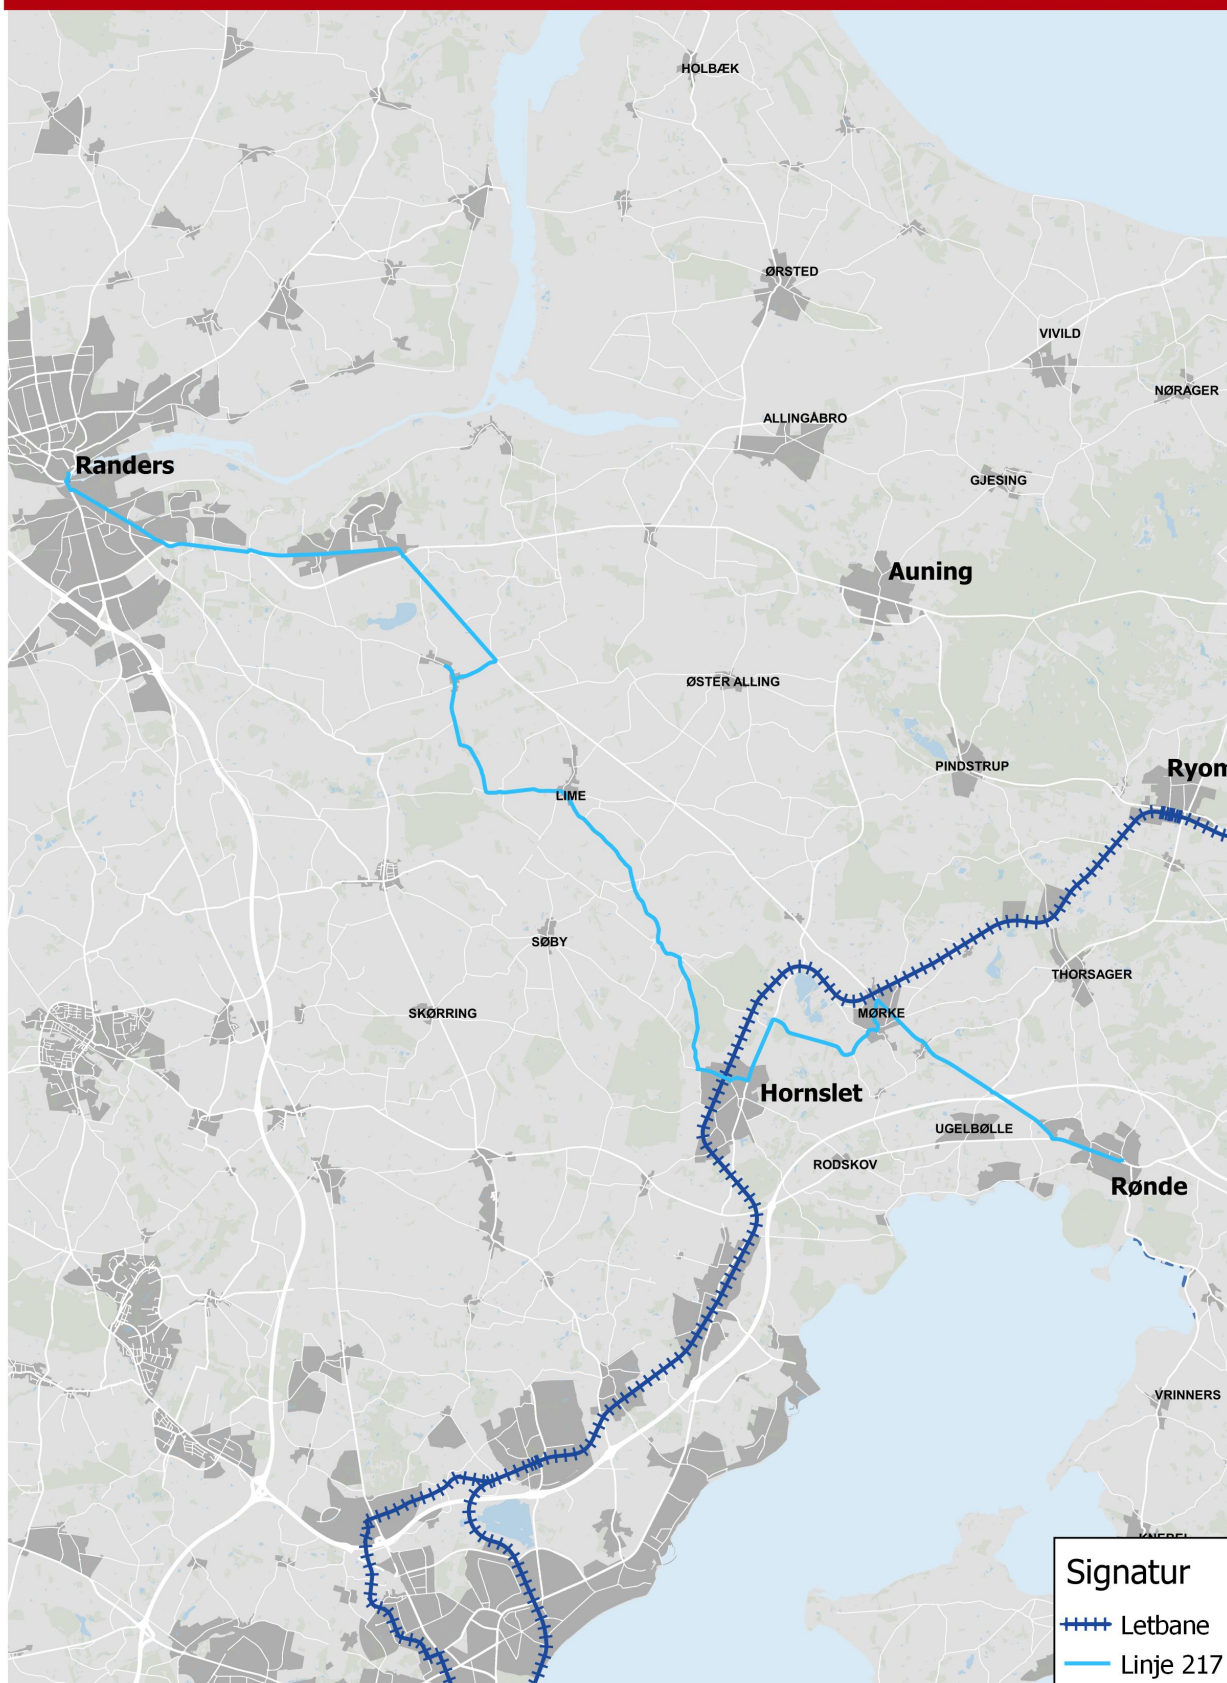 HOLBÆK
ØRSTED
VIVILD
NØRAGER
ALLINGÅBRO
Randers
GJESING
Auning
ØSTER ALLING
PINDSTRUP
Ryom
LIME
SØBY
THORSAGER
SKØRRING
MØRKE
Hornslet
UGELBØLLE
RODSKOV
Rønde
VRINNERS
Signatur
Letbane
Linje 217